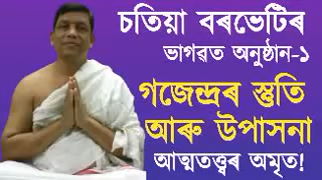 চতিয়া বৰভেটিৰ
ভাগৱত অনুষ্ঠান-১
গজেন্দ্ৰৰ স্তুতি
আৰু উপাসনা
আত্মতত্ত্বৰ অমৃত!